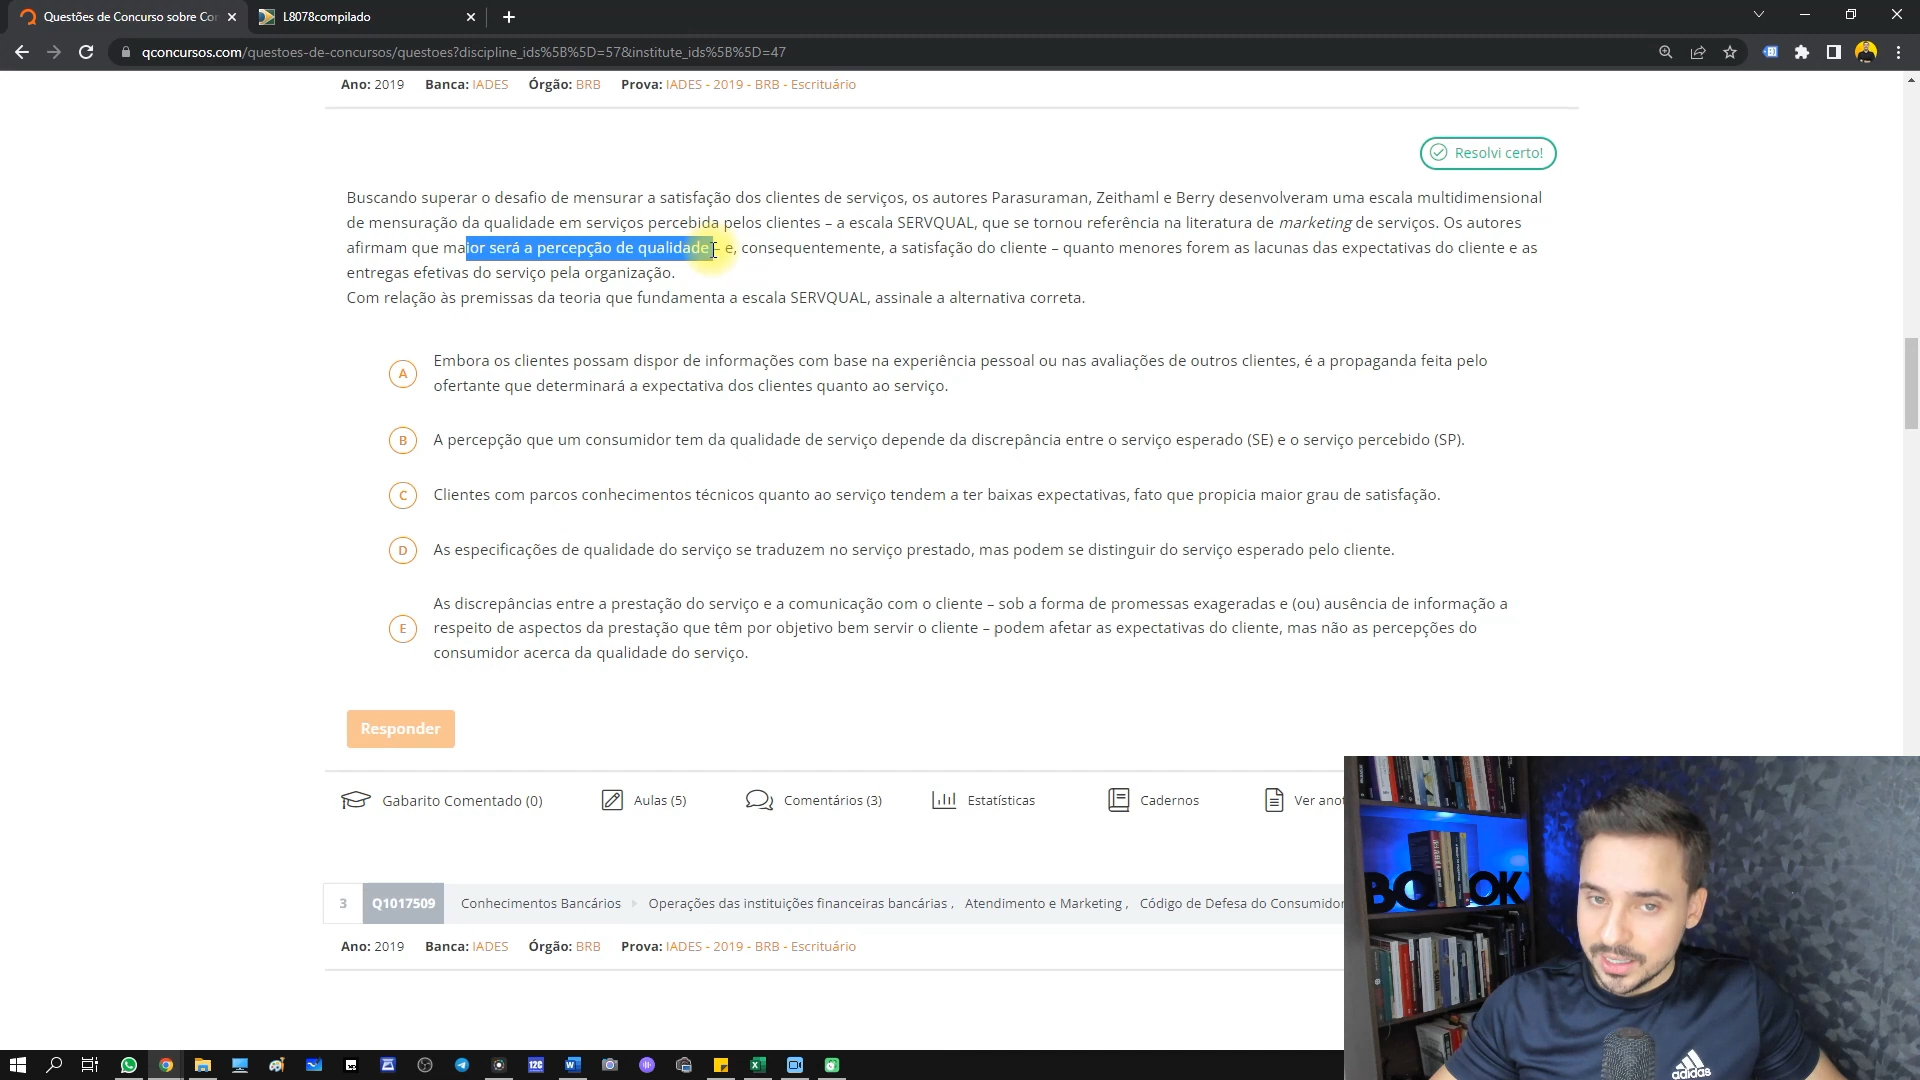 Questões de Concurso sobre Co
L8078compilado
qconcursos.com/questoes-de-concursos/questoes?discipline_ids%5B%5D=57&institute_ids%5B%5D=47
Ano: 2019 Banca: IADES Órgão: BRB Prova: IADES - 2019 - BRB - Escrituário
Resolvi certo!
Buscando superar o desafio de mensurar a satisfação dos clientes de serviços, os autores Parasuraman, Zeithaml e Berry desenvolveram uma escala multidimensional
de mensuração da qualidade em serviços percebida pelos clientes – a escala SERVQUAL, que se tornou referência na literatura de marketing de serviços. Os autores
afirmam que maior será a percepção de qualidade – e, consequentemente, a satisfação do cliente – quanto menores forem as lacunas das expectativas do cliente e as
entregas efetivas do serviço pela organização.
Com relação às premissas da teoria que fundamenta a escala SERVQUAL, assinale a alternativa correta.
A Embora os clientes possam dispor de informações com base na experiência pessoal ou nas avaliações de outros clientes, é a propaganda feita pelo
ofertante que determinará a expectativa dos clientes quanto ao serviço.
B A percepção que um consumidor tem da qualidade de serviço depende da discrepância entre o serviço esperado (SE) e o serviço percebido (SP).
C Clientes com parcos conhecimentos técnicos quanto ao serviço tendem a ter baixas expectativas, fato que propicia maior grau de satisfação.
D As especificações de qualidade do serviço se traduzem no serviço prestado, mas podem se distinguir do serviço esperado pelo cliente.
As discrepâncias entre a prestação do serviço e a comunicação com o cliente – sob a forma de promessas exageradas e (ou) ausência de informação a
E respeito de aspectos da prestação que têm por objetivo bem servir o cliente – podem afetar as expectativas do cliente, mas não as percepções do
consumidor acerca da qualidade do serviço.
Responder
Gabarito Comentado (0) Aulas (5) Comentários (3) Estatísticas Cadernos Ver anot
3 Q1017509 Conhecimentos Bancários Operações das instituições financeiras bancárias , Atendimento e Marketing , Código de Defesa do Consumidor
Ano: 2019 Banca: IADES Órgão: BRB Prova: IADES - 2019 - BRB - Escrituário
BOOK
adidas
12C